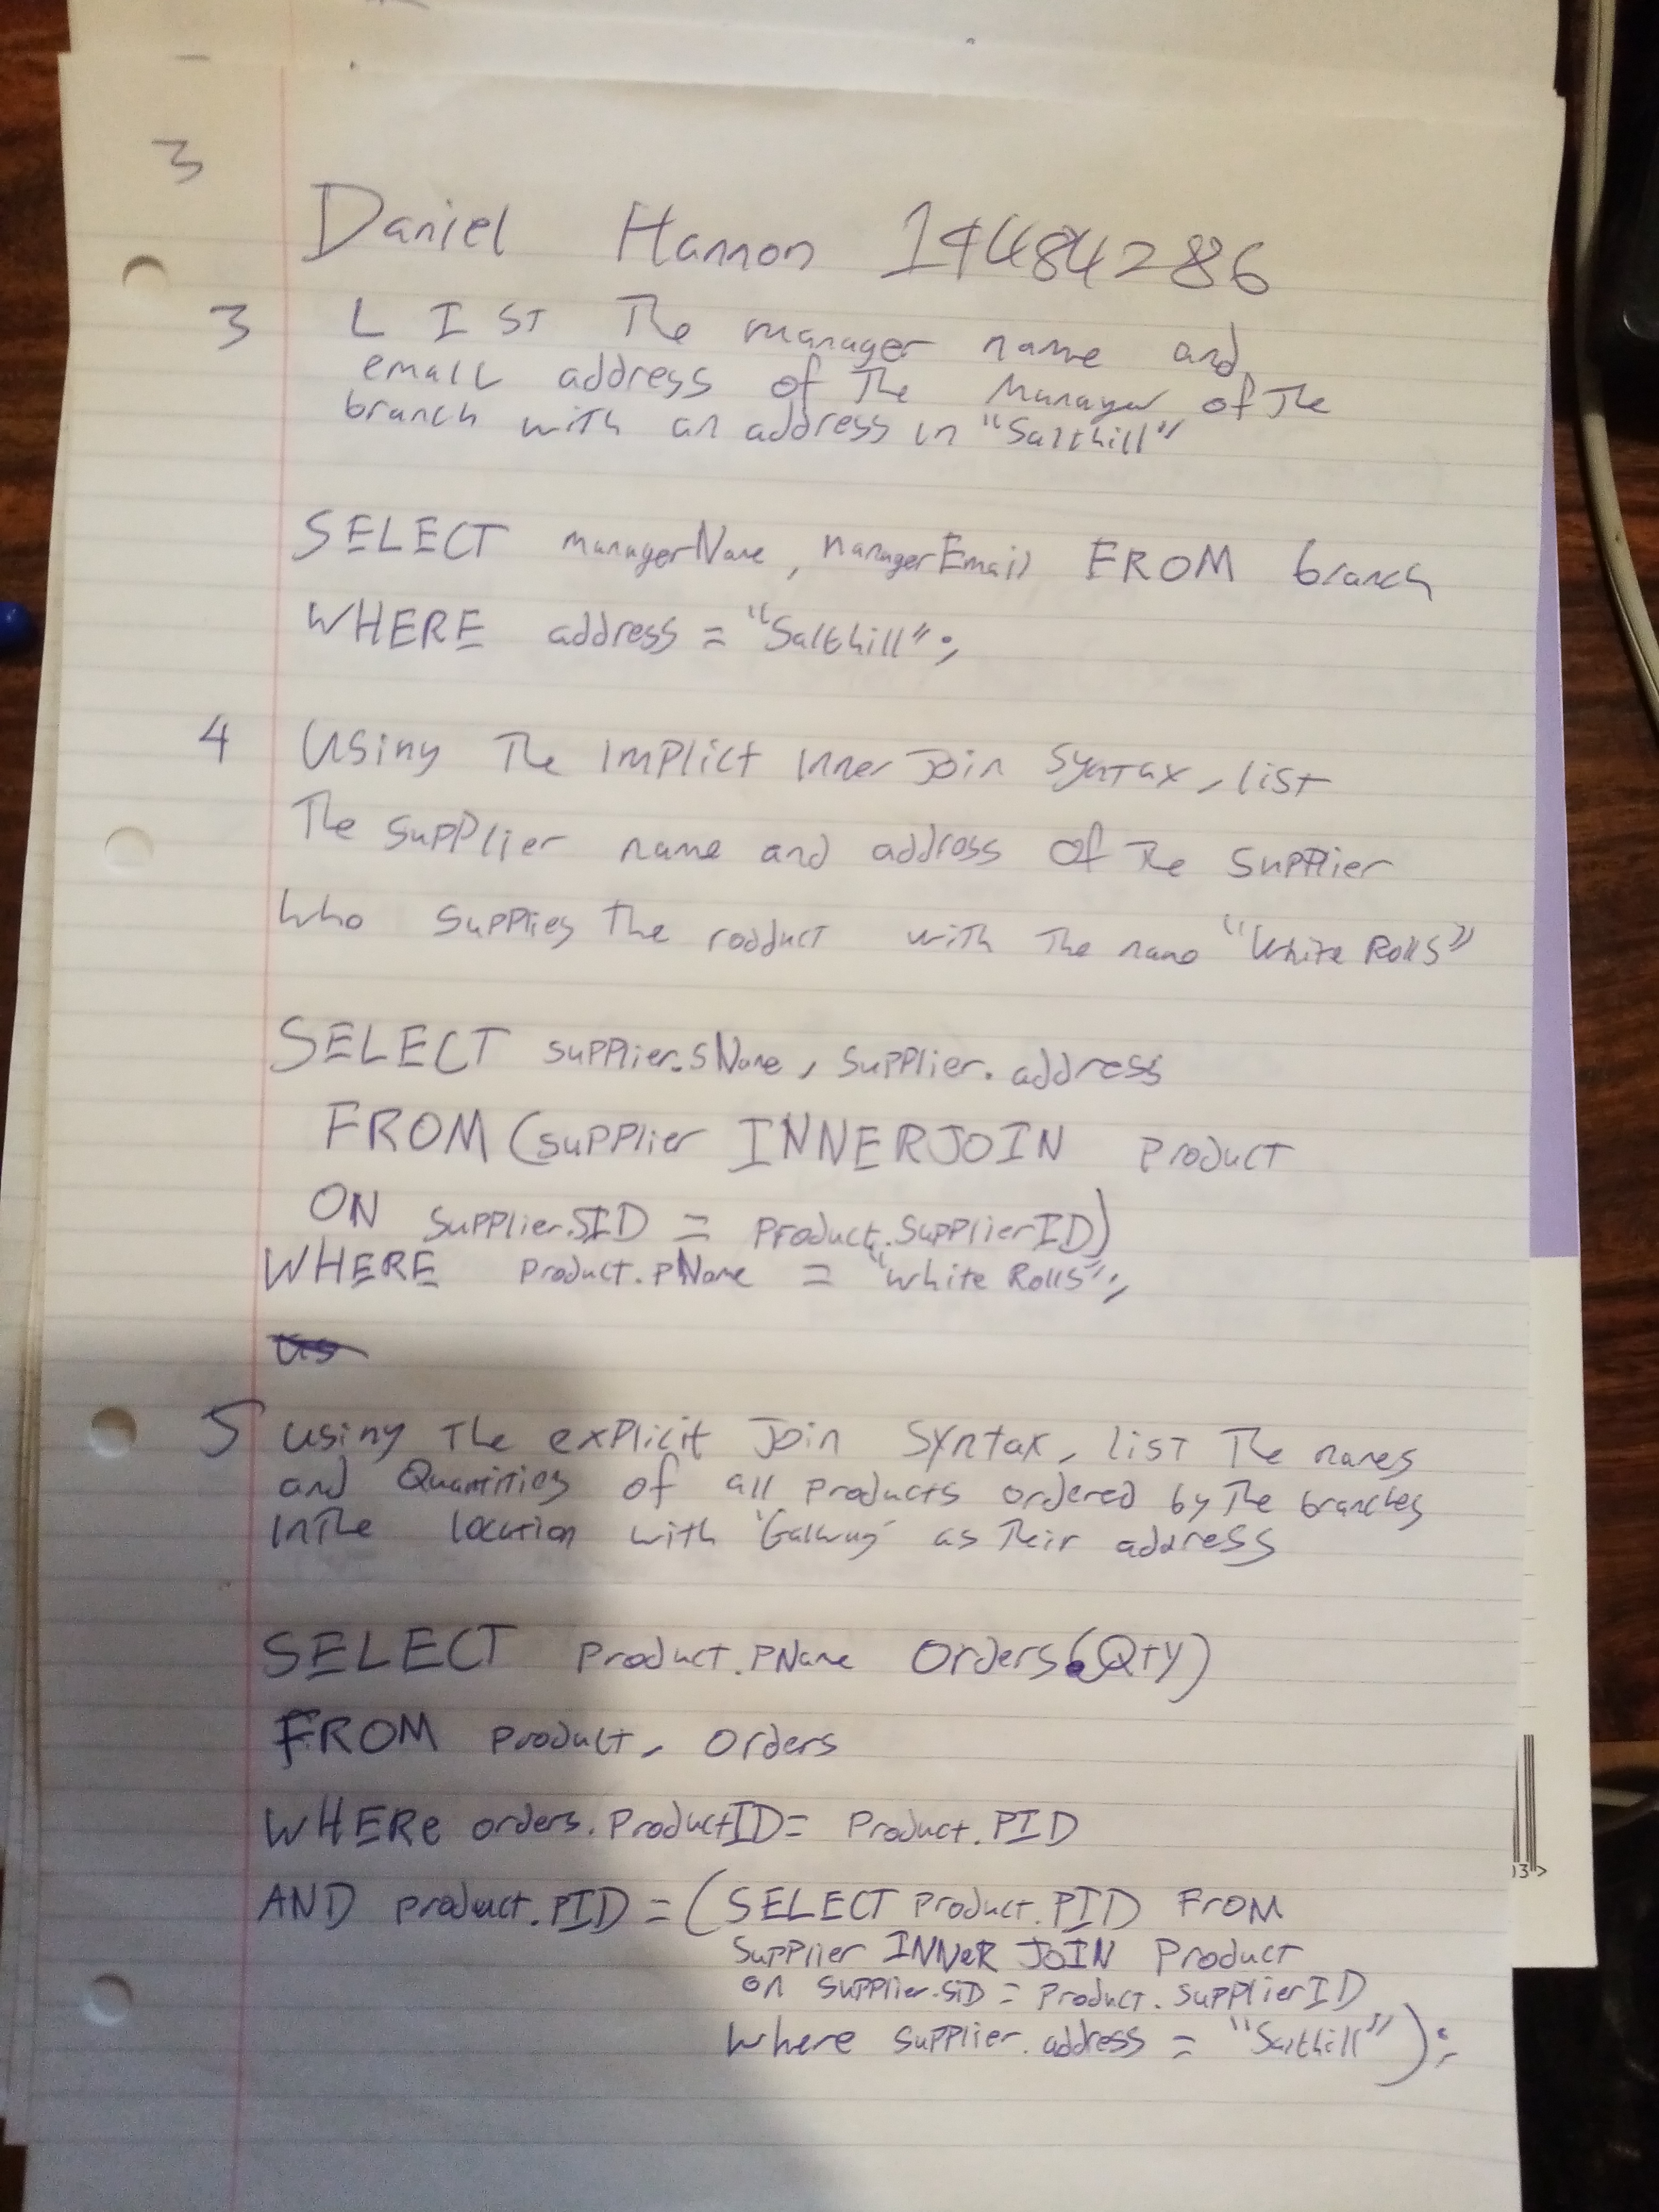 3
Daniel Hannon 19484286
3 LIST The manager name and
email address of The Manager of The
branch with an address in "Salthill"
SELECT managerName, managerEmail FROM branch
WHERE address = "Salthill";
4 Using The Implict Inner Join Syntax, list
The Supplier name and address of The Supplier
Who Supplies The rodduct with The name "White Rolls"
SELECT supplier.sName, supplier.address
FROM (supplier INNER JOIN Product
ON Supplier.SID = Product.SupplierID)
WHERE Product.pName = "White Rolls";
5 Using The explicit Join Syntax, list The names
and Quantities of all Products ordered by The branches
In The location with 'Galway' as Their address
SELECT Product.PName Orders.(QTY)
FROM Product, Orders
WHERE orders.ProductID = Product.PID
AND product.PID = (SELECT Product.PID FROM
Supplier INNER JOIN Product
on Supplier.SID = Product.SupplierID
Where Supplier.address = "Salthill");